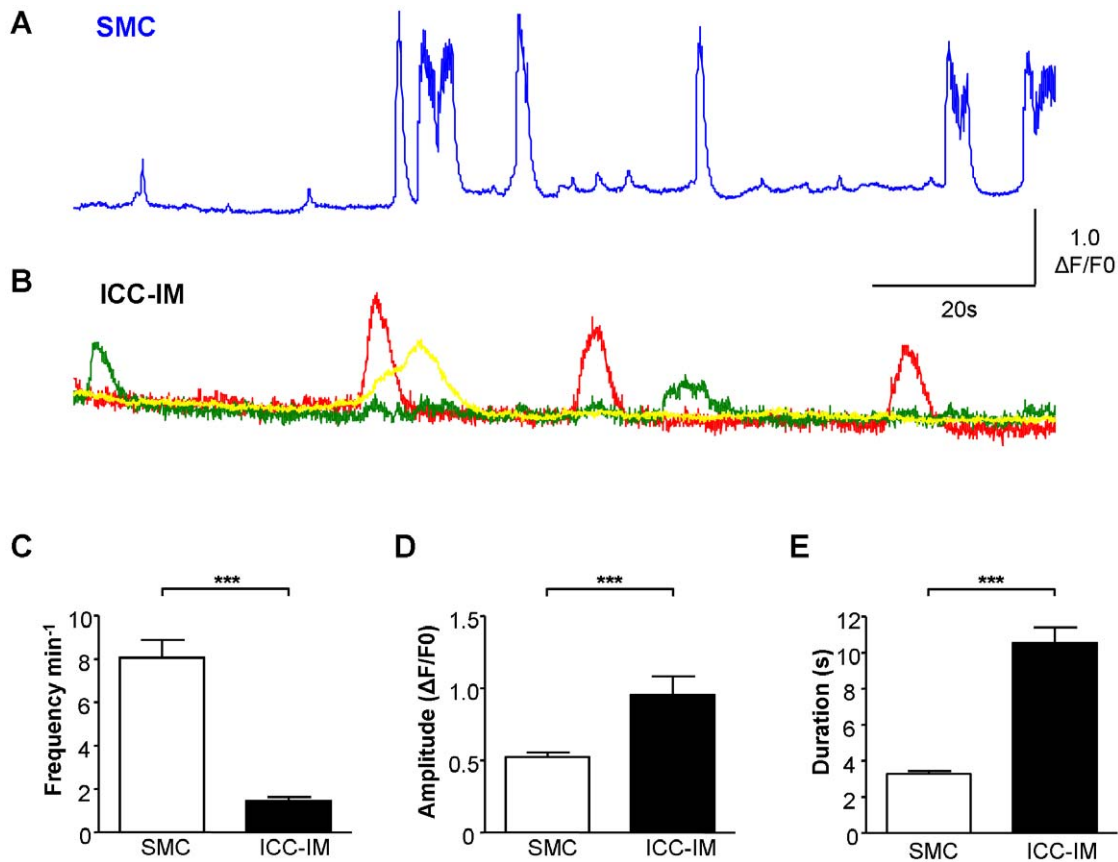 A
SMC
1.0
ΔF/F0
20s
B
ICC-IM
C
***
Frequency min⁻¹
10
8
6
4
2
0
SMC
ICC-IM
D
***
Amplitude (ΔF/F0)
1.5
1.0
0.5
0
SMC
ICC-IM
E
***
Duration (s)
12
10
8
6
4
2
0
SMC
ICC-IM